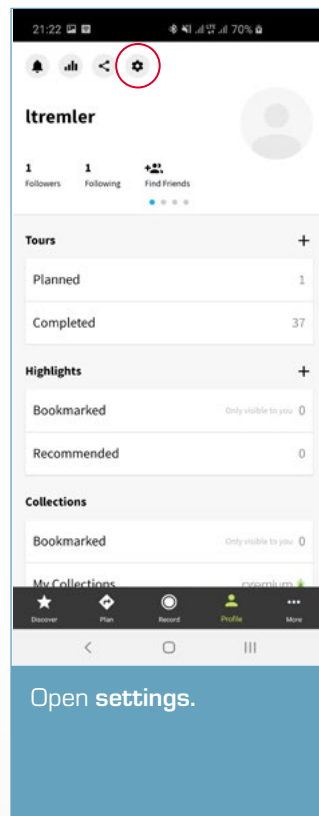 21:22 70%
ltremler
1 1
Followers Following Find Friends
Tours +
Planned 1
Completed 37
Highlights +
Bookmarked Only visible to you 0
Recommended 0
Collections
Bookmarked Only visible to you 0
My Collections premium
Discover Plan Record Profile More
Open settings.